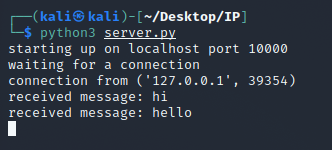 ┌──(kali㉿kali)-[~/Desktop/IP]
└─$ python3 server.py
starting up on localhost port 10000
waiting for a connection
connection from ('127.0.0.1', 39354)
received message: hi
received message: hello